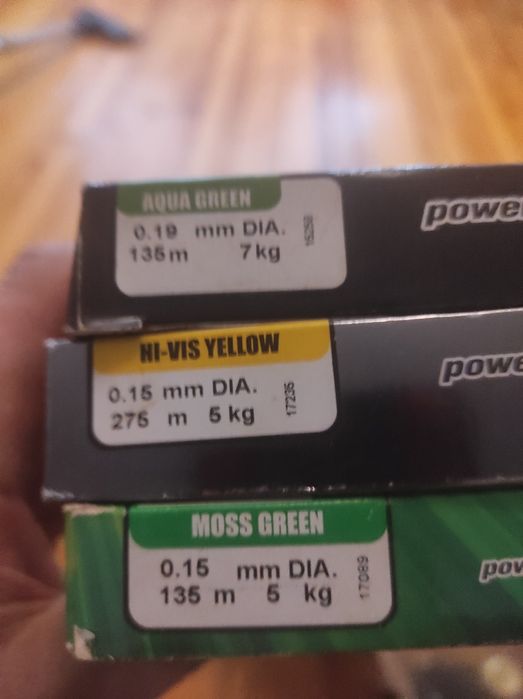 AQUA GREEN
0.19 mm DIA.
135m 7kg
15258
powe
HI-VIS YELLOW
0.15 mm DIA.
275 m 5 kg
17235
powe
MOSS GREEN
0.15 mm DIA.
135 m 5 kg
17089
pow